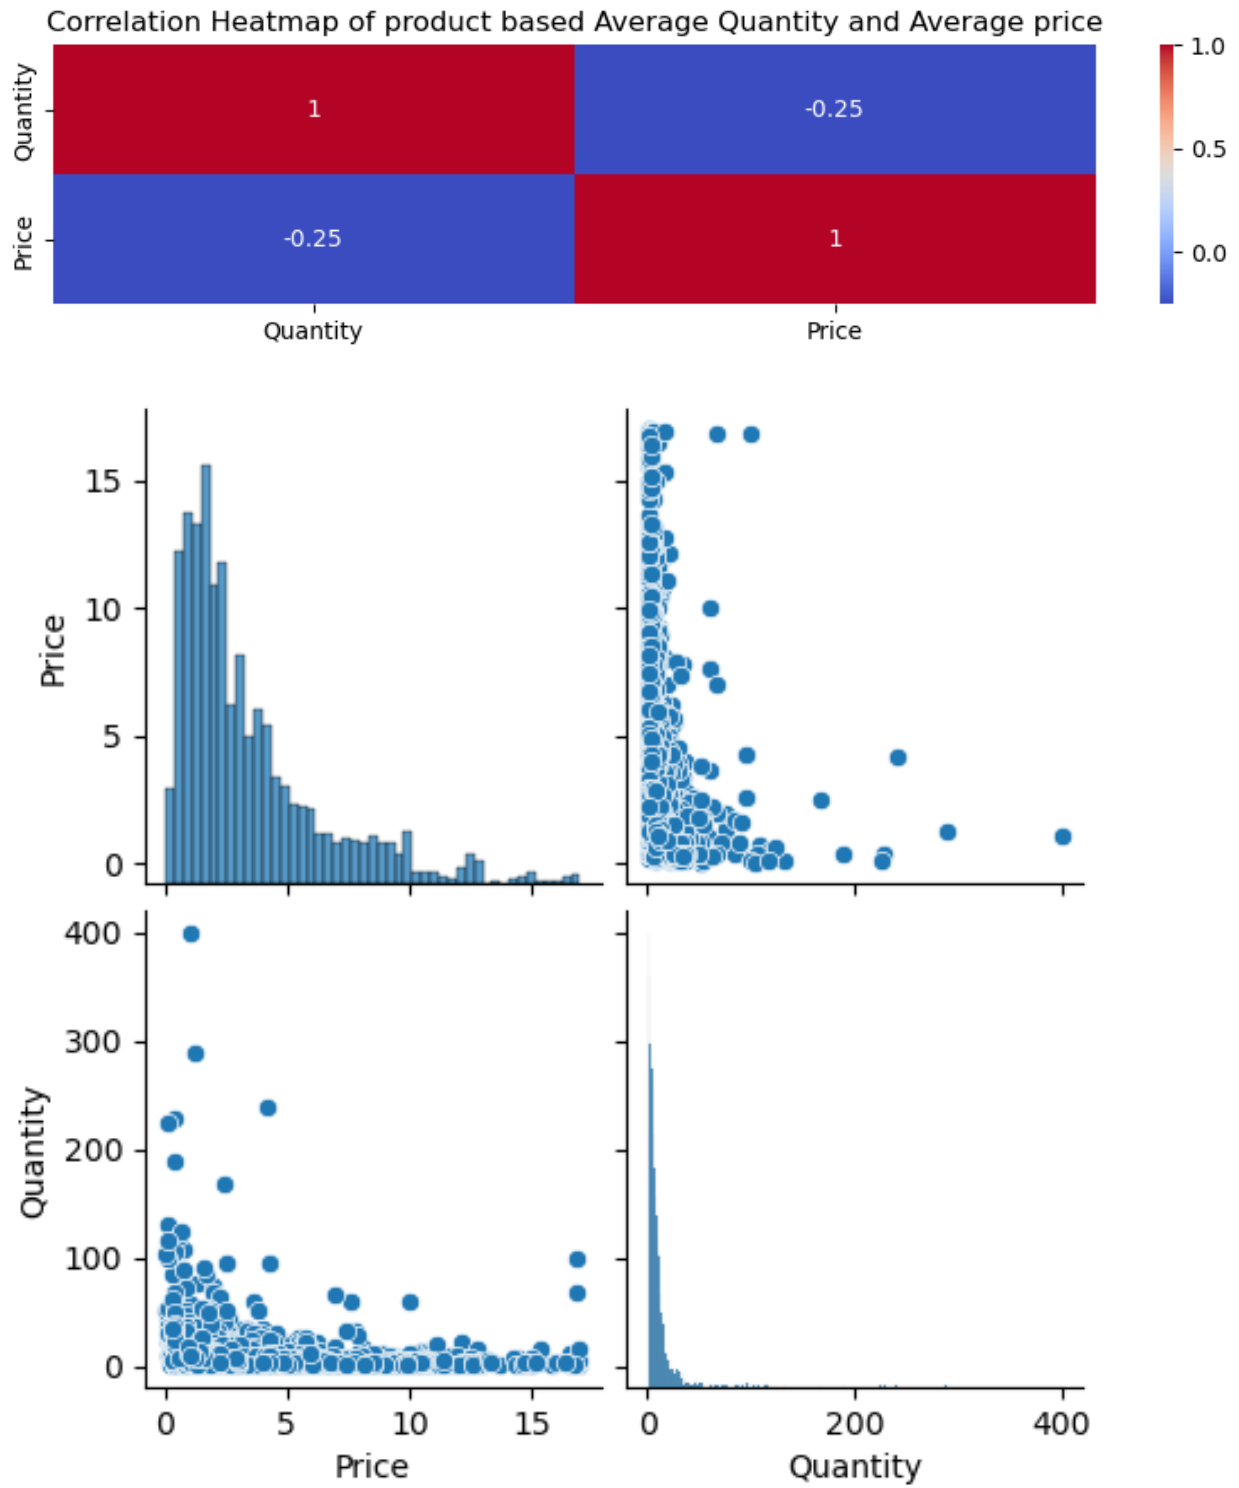 Correlation Heatmap of product based Average Quantity and Average price
Quantity
1
-0.25
1.0
0.5
0.0
Price
-0.25
1
Quantity
Price
Price
15
10
5
0
Quantity
400
300
200
100
0
0 5 10 15
0 200 400
Price
Quantity